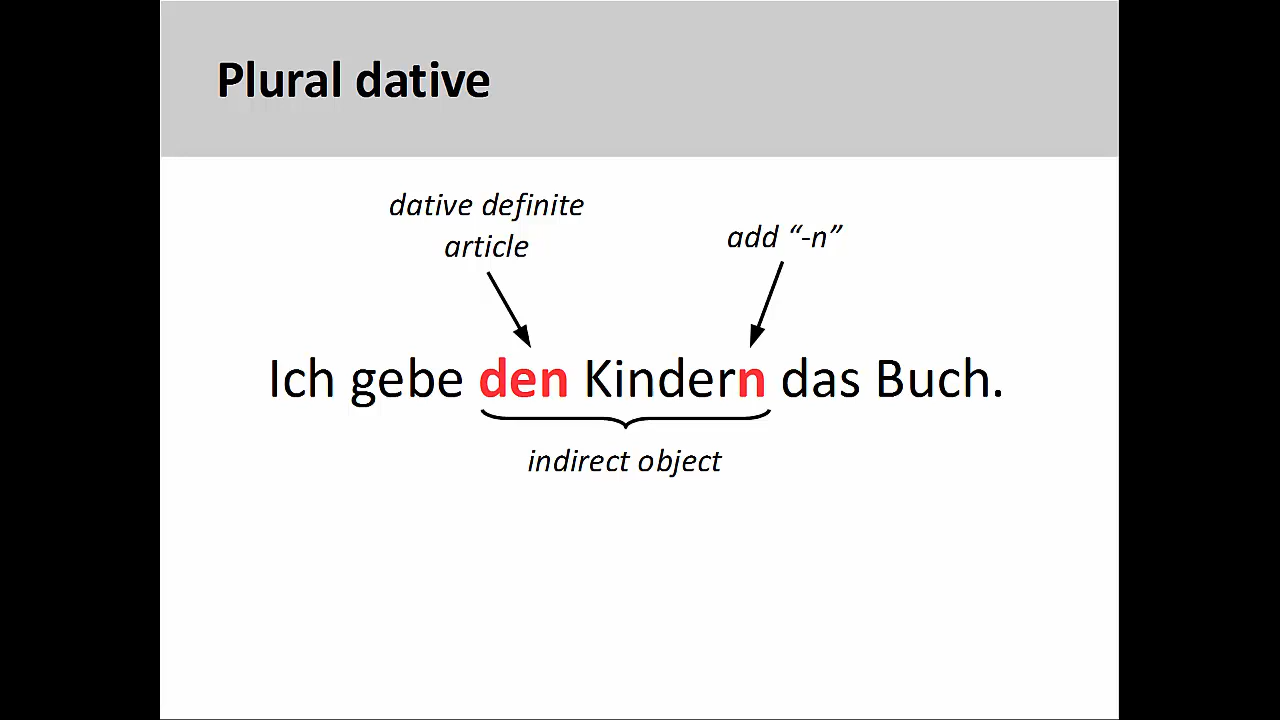 Plural dative
dative definite
article
add “-n”
Ich gebe den Kindern das Buch.
indirect object